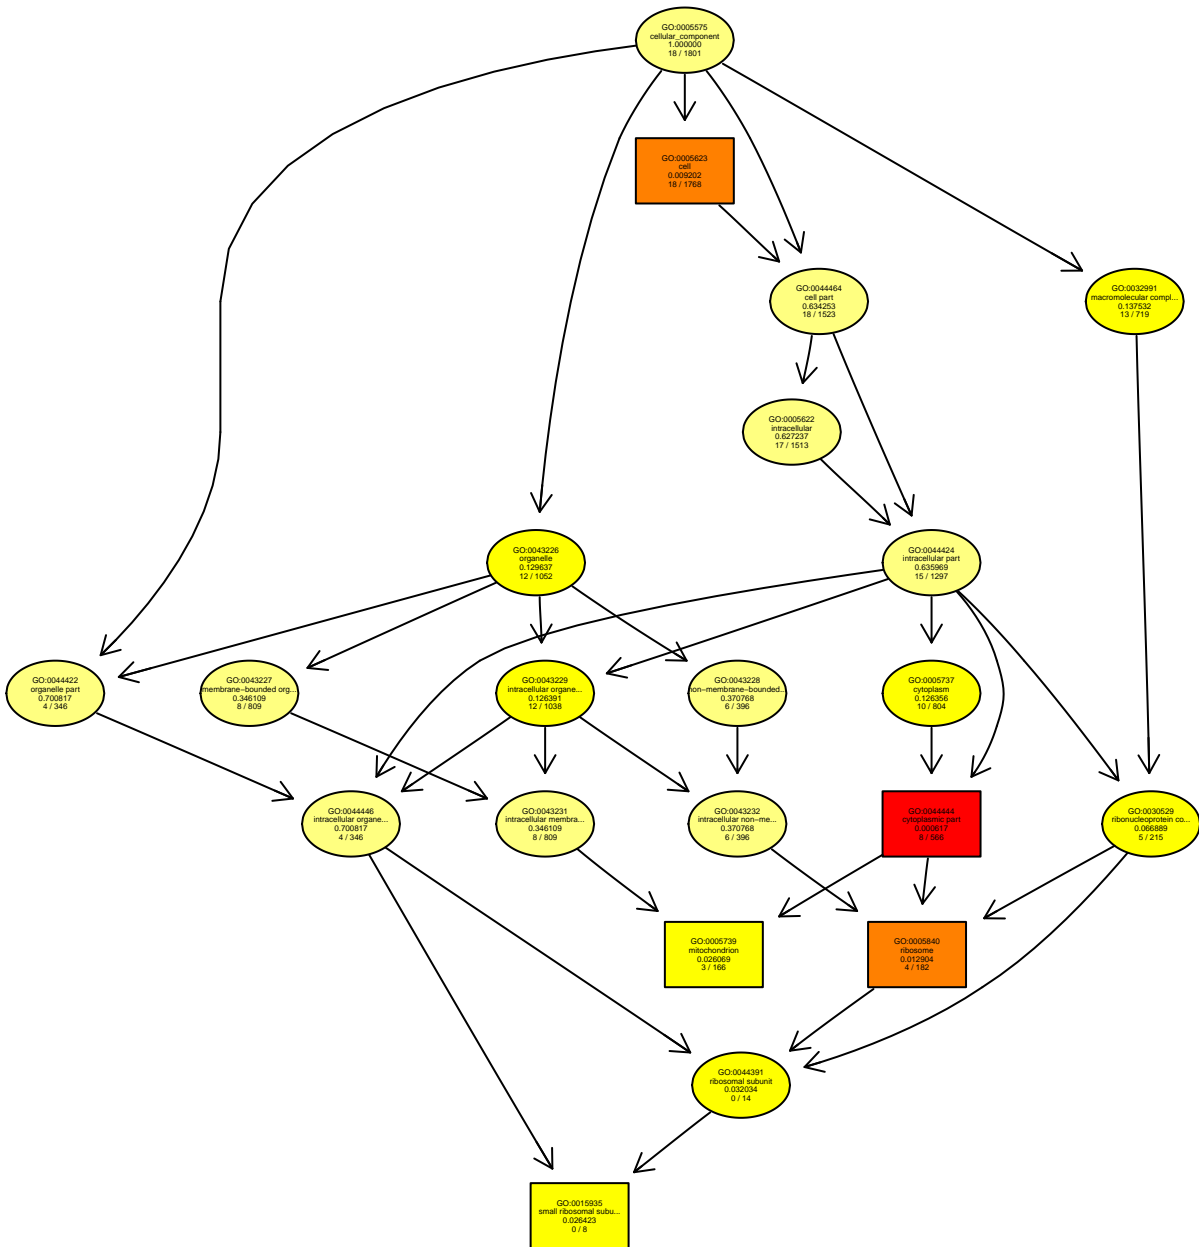 GO:0005575
cellular_component
1.000000
18 / 1801
GO:0005623
cell
0.009202
18 / 1768
GO:0044464
cell part
0.634253
18 / 1523
GO:0032991
macromolecular compl...
0.137532
13 / 719
GO:0005622
intracellular
0.627237
17 / 1513
GO:0043226
organelle
0.129637
12 / 1052
GO:0044424
intracellular part
0.635969
15 / 1297
GO:0044422
organelle part
0.700817
4 / 346
GO:0043227
membrane-bounded org...
0.346109
8 / 809
GO:0043229
intracellular organe...
0.126391
12 / 1038
GO:0043228
non-membrane-bounded...
0.370768
6 / 396
GO:0005737
cytoplasm
0.126356
10 / 804
GO:0044446
intracellular organe...
0.700817
4 / 346
GO:0043231
intracellular membra...
0.346109
8 / 809
GO:0043232
intracellular non-me...
0.370768
6 / 396
GO:0044444
cytoplasmic part
0.000817
8 / 566
GO:0030529
ribonucleoprotein co...
0.066889
5 / 215
GO:0005739
mitochondrion
0.026069
3 / 166
GO:0005840
ribosome
0.012904
4 / 182
GO:0044391
ribosomal subunit
0.032034
0 / 14
GO:0015935
small ribosomal subu...
0.026423
0 / 8